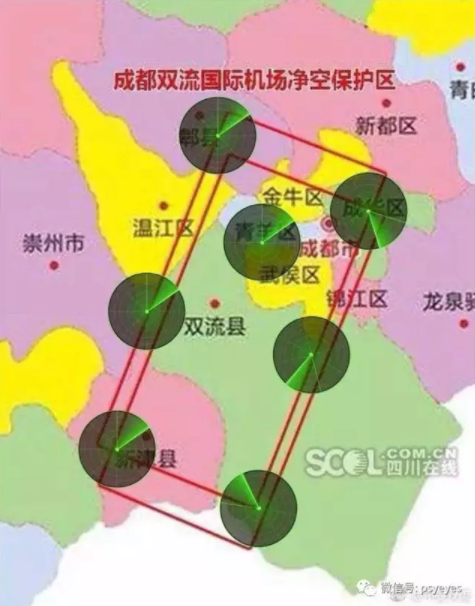 成都双流国际机场净空保护区
青白
郫县
新都区
金牛区
成华区
温江区
青羊区
崇州市
成都市
武侯区
锦江区
龙泉驿
双流县
新津县
SCOL.COM.CN
四川在线
微信号: psyeyes